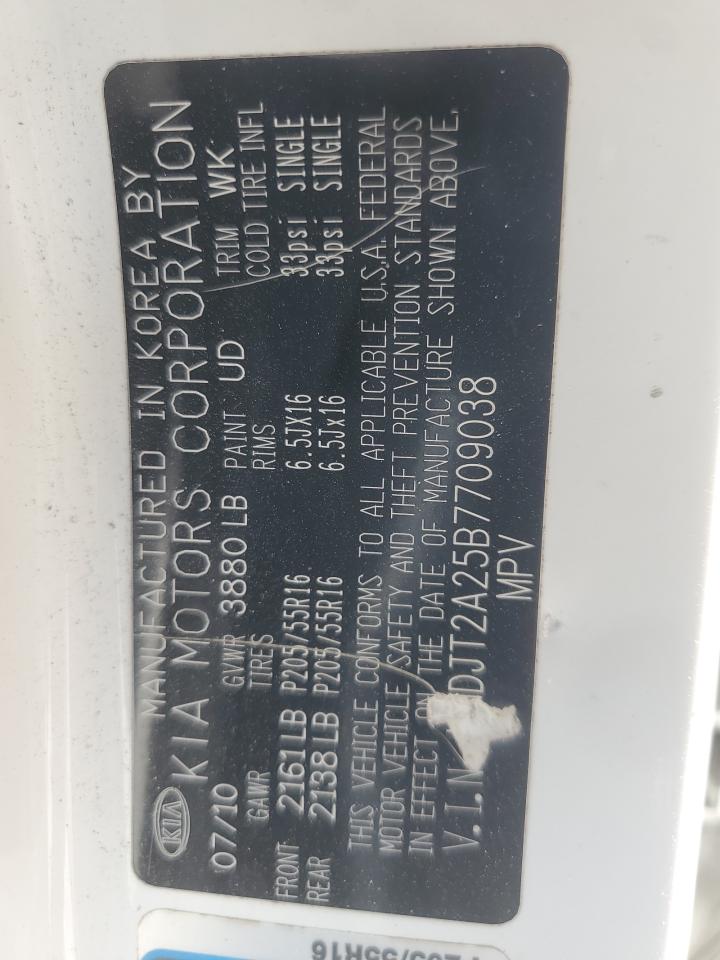 MANUFACTURED IN KOREA BY
KIA KIA MOTORS CORPORATION
07/10 GVWR 3880 LB PAINT UD TRIM WK
GAWR TIRES RIMS COLD TIRE INFL
FRONT 2161LB P205/55R16 6.5JX16 33psi SINGLE
REAR 2138LB P205/55R16 6.5Jx16 33psi SINGLE
THIS VEHICLE CONFORMS TO ALL APPLICABLE U.S.A. FEDERAL
MOTOR VEHICLE SAFETY AND THEFT PREVENTION STANDARDS
IN EFFECT ON THE DATE OF MANUFACTURE SHOWN ABOVE.
V.I.N DJT2A25B7709038
MPV
205/55R16